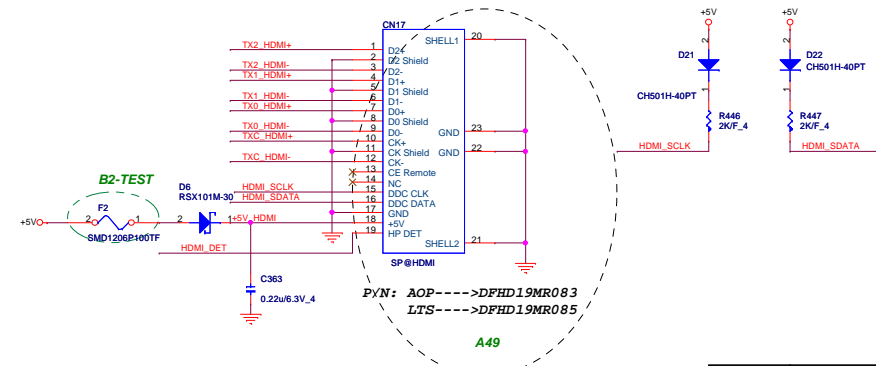 CN17
TX2_HDMI+ 1 D2+ SHELL1 20
2 D2 Shield
TX2_HDMI- 3 D2-
TX1_HDMI+ 4 D1+
5 D1 Shield
TX1_HDMI- 6 D1-
TX0_HDMI+ 7 D0+
8 D0 Shield
TX0_HDMI- 9 D0- GND 23
TXC_HDMI+ 10 CK+
11 CK Shield GND 22
TXC_HDMI- 12 CK-
13 CE Remote
14 NC
HDMI_SCLK 15 DDC CLK
HDMI_SDATA 16 DDC DATA
17 GND
+5V_HDMI 18 +5V
HDMI_DET 19 HP DET
SHELL2 21
SP@HDMI
B2-TEST
F2
+5V 2 1
SMD1206P100TF
D6
RSX101M-30
2 1
C363
0.22u/6.3V_4
P/N: AOP---->DFHD19MR083
LTS---->DFHD19MR085
A49
+5V
2
D21
CH501H-40PT
1
R446
2K/F_4
HDMI_SCLK
+5V
2
D22
CH501H-40PT
1
R447
2K/F_4
HDMI_SDATA